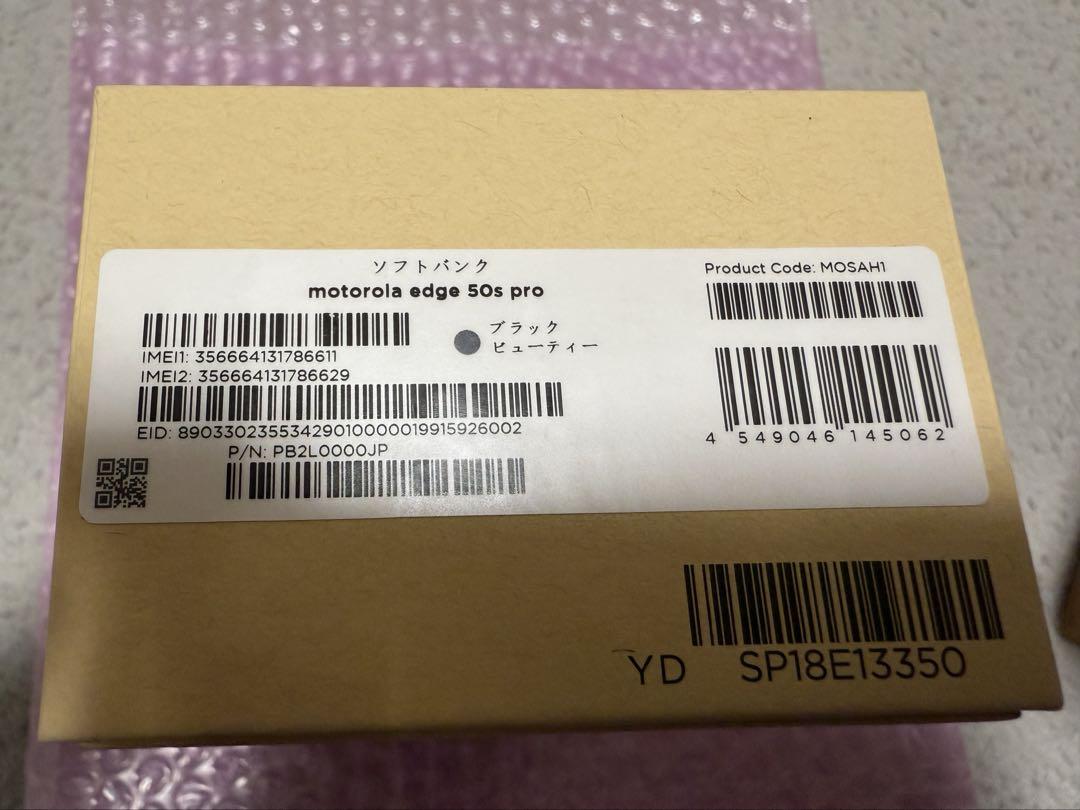 ソフトバンク
motorola edge 50s pro
ブラック
ビューティー
IMEI1: 356664131786611
IMEI2: 356664131786629
EID: 89033023553429010000019915926002
P/N: PB2L0000JP
Product Code: MOSAH1
4 549046 145062
YD SP18E13350